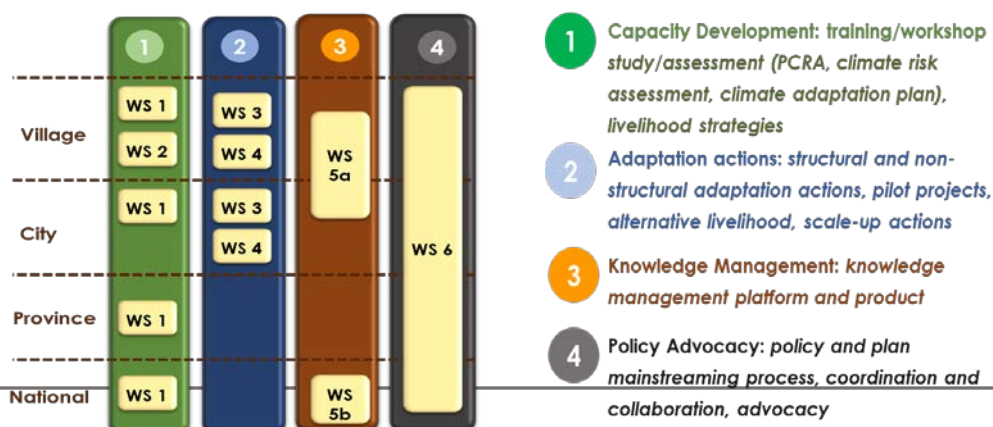 1 2 3 4
Village
WS 1
WS 2
WS 3
WS 4
WS
5a
City
WS 1
WS 3
WS 4
WS 6
Province
WS 1
National
WS 1
WS
5b
1
Capacity Development: training/workshop
study/assessment (PCRA, climate risk
assessment, climate adaptation plan),
livelihood strategies
2
Adaptation actions: structural and non-
structural adaptation actions, pilot projects,
alternative livelihood, scale-up actions
3
Knowledge Management: knowledge
management platform and product
4
Policy Advocacy: policy and plan
mainstreaming process, coordination and
collaboration, advocacy